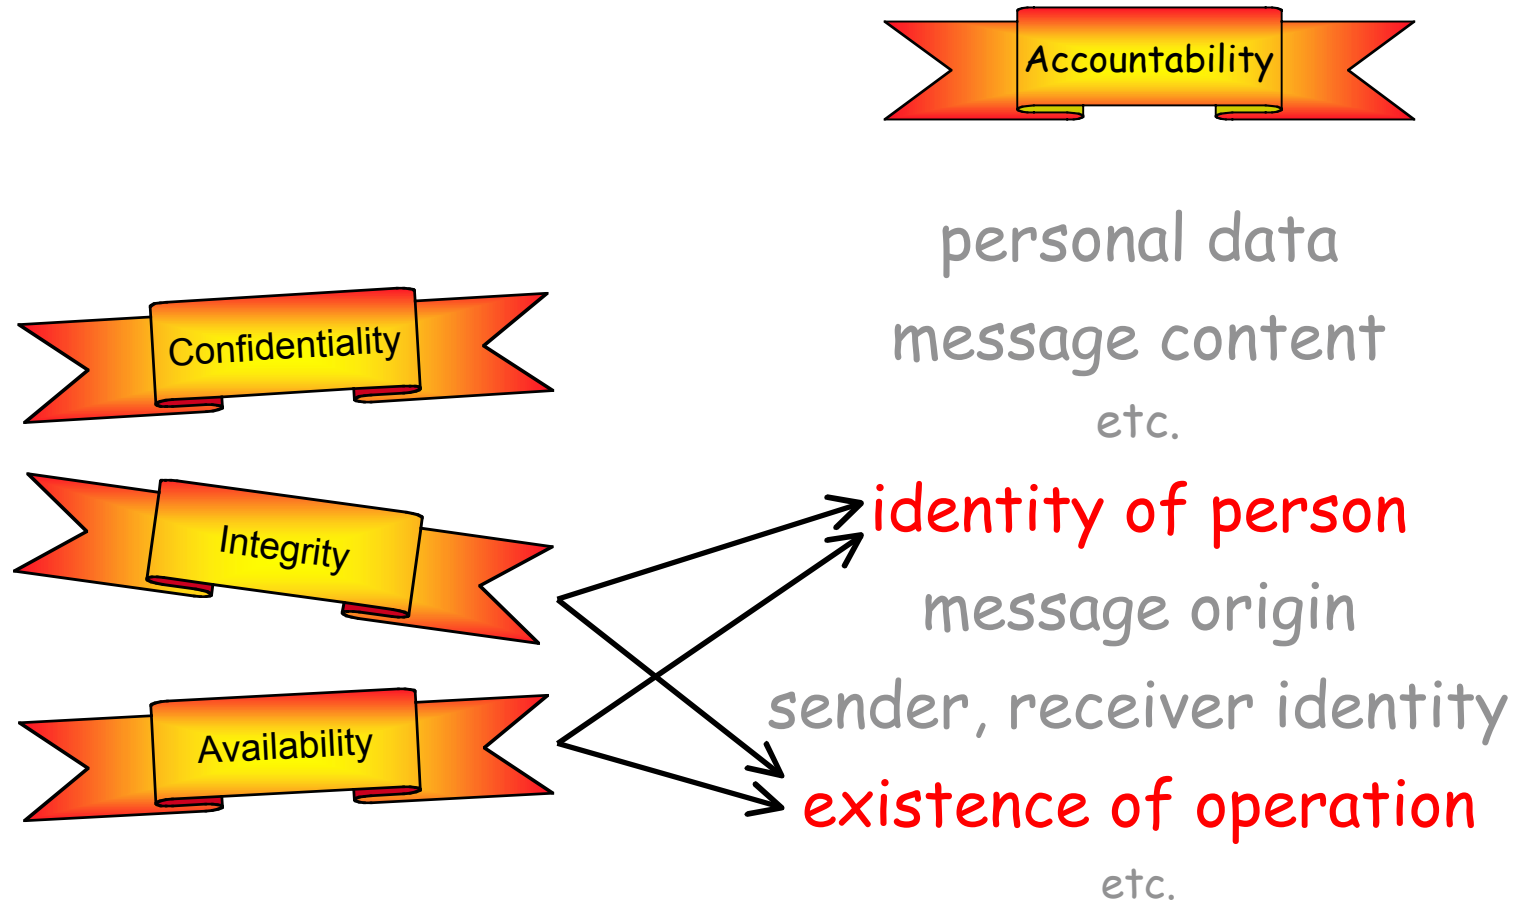 Accountability
personal data
message content
etc.
identity of person
message origin
sender, receiver identity
existence of operation
etc.
Confidentiality
Integrity
Availability